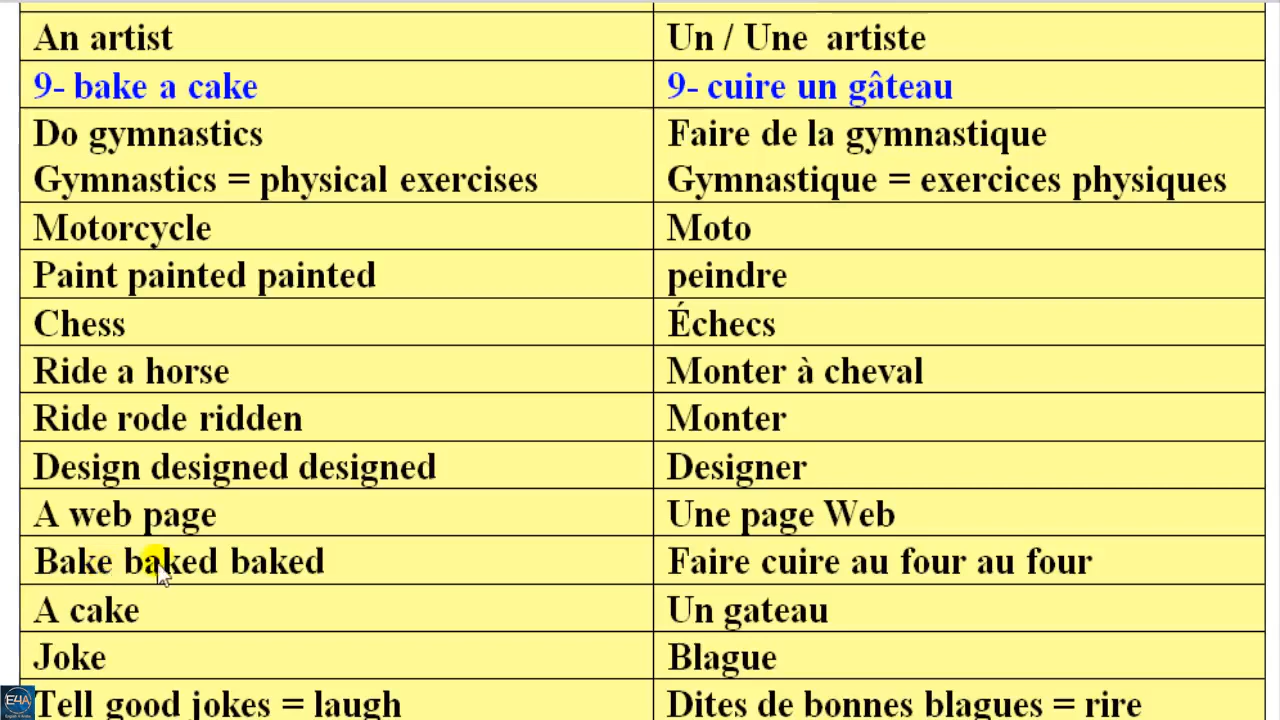 An artist
Un / Une artiste
9- bake a cake
9- cuire un gâteau
Do gymnastics
Gymnastics = physical exercises
Faire de la gymnastique
Gymnastique = exercices physiques
Motorcycle
Moto
Paint painted painted
peindre
Chess
Échecs
Ride a horse
Monter à cheval
Ride rode ridden
Monter
Design designed designed
Designer
A web page
Une page Web
Bake baked baked
Faire cuire au four au four
A cake
Un gateau
Joke
Blague
Tell good jokes = laugh
Dites de bonnes blagues = rire
E4A